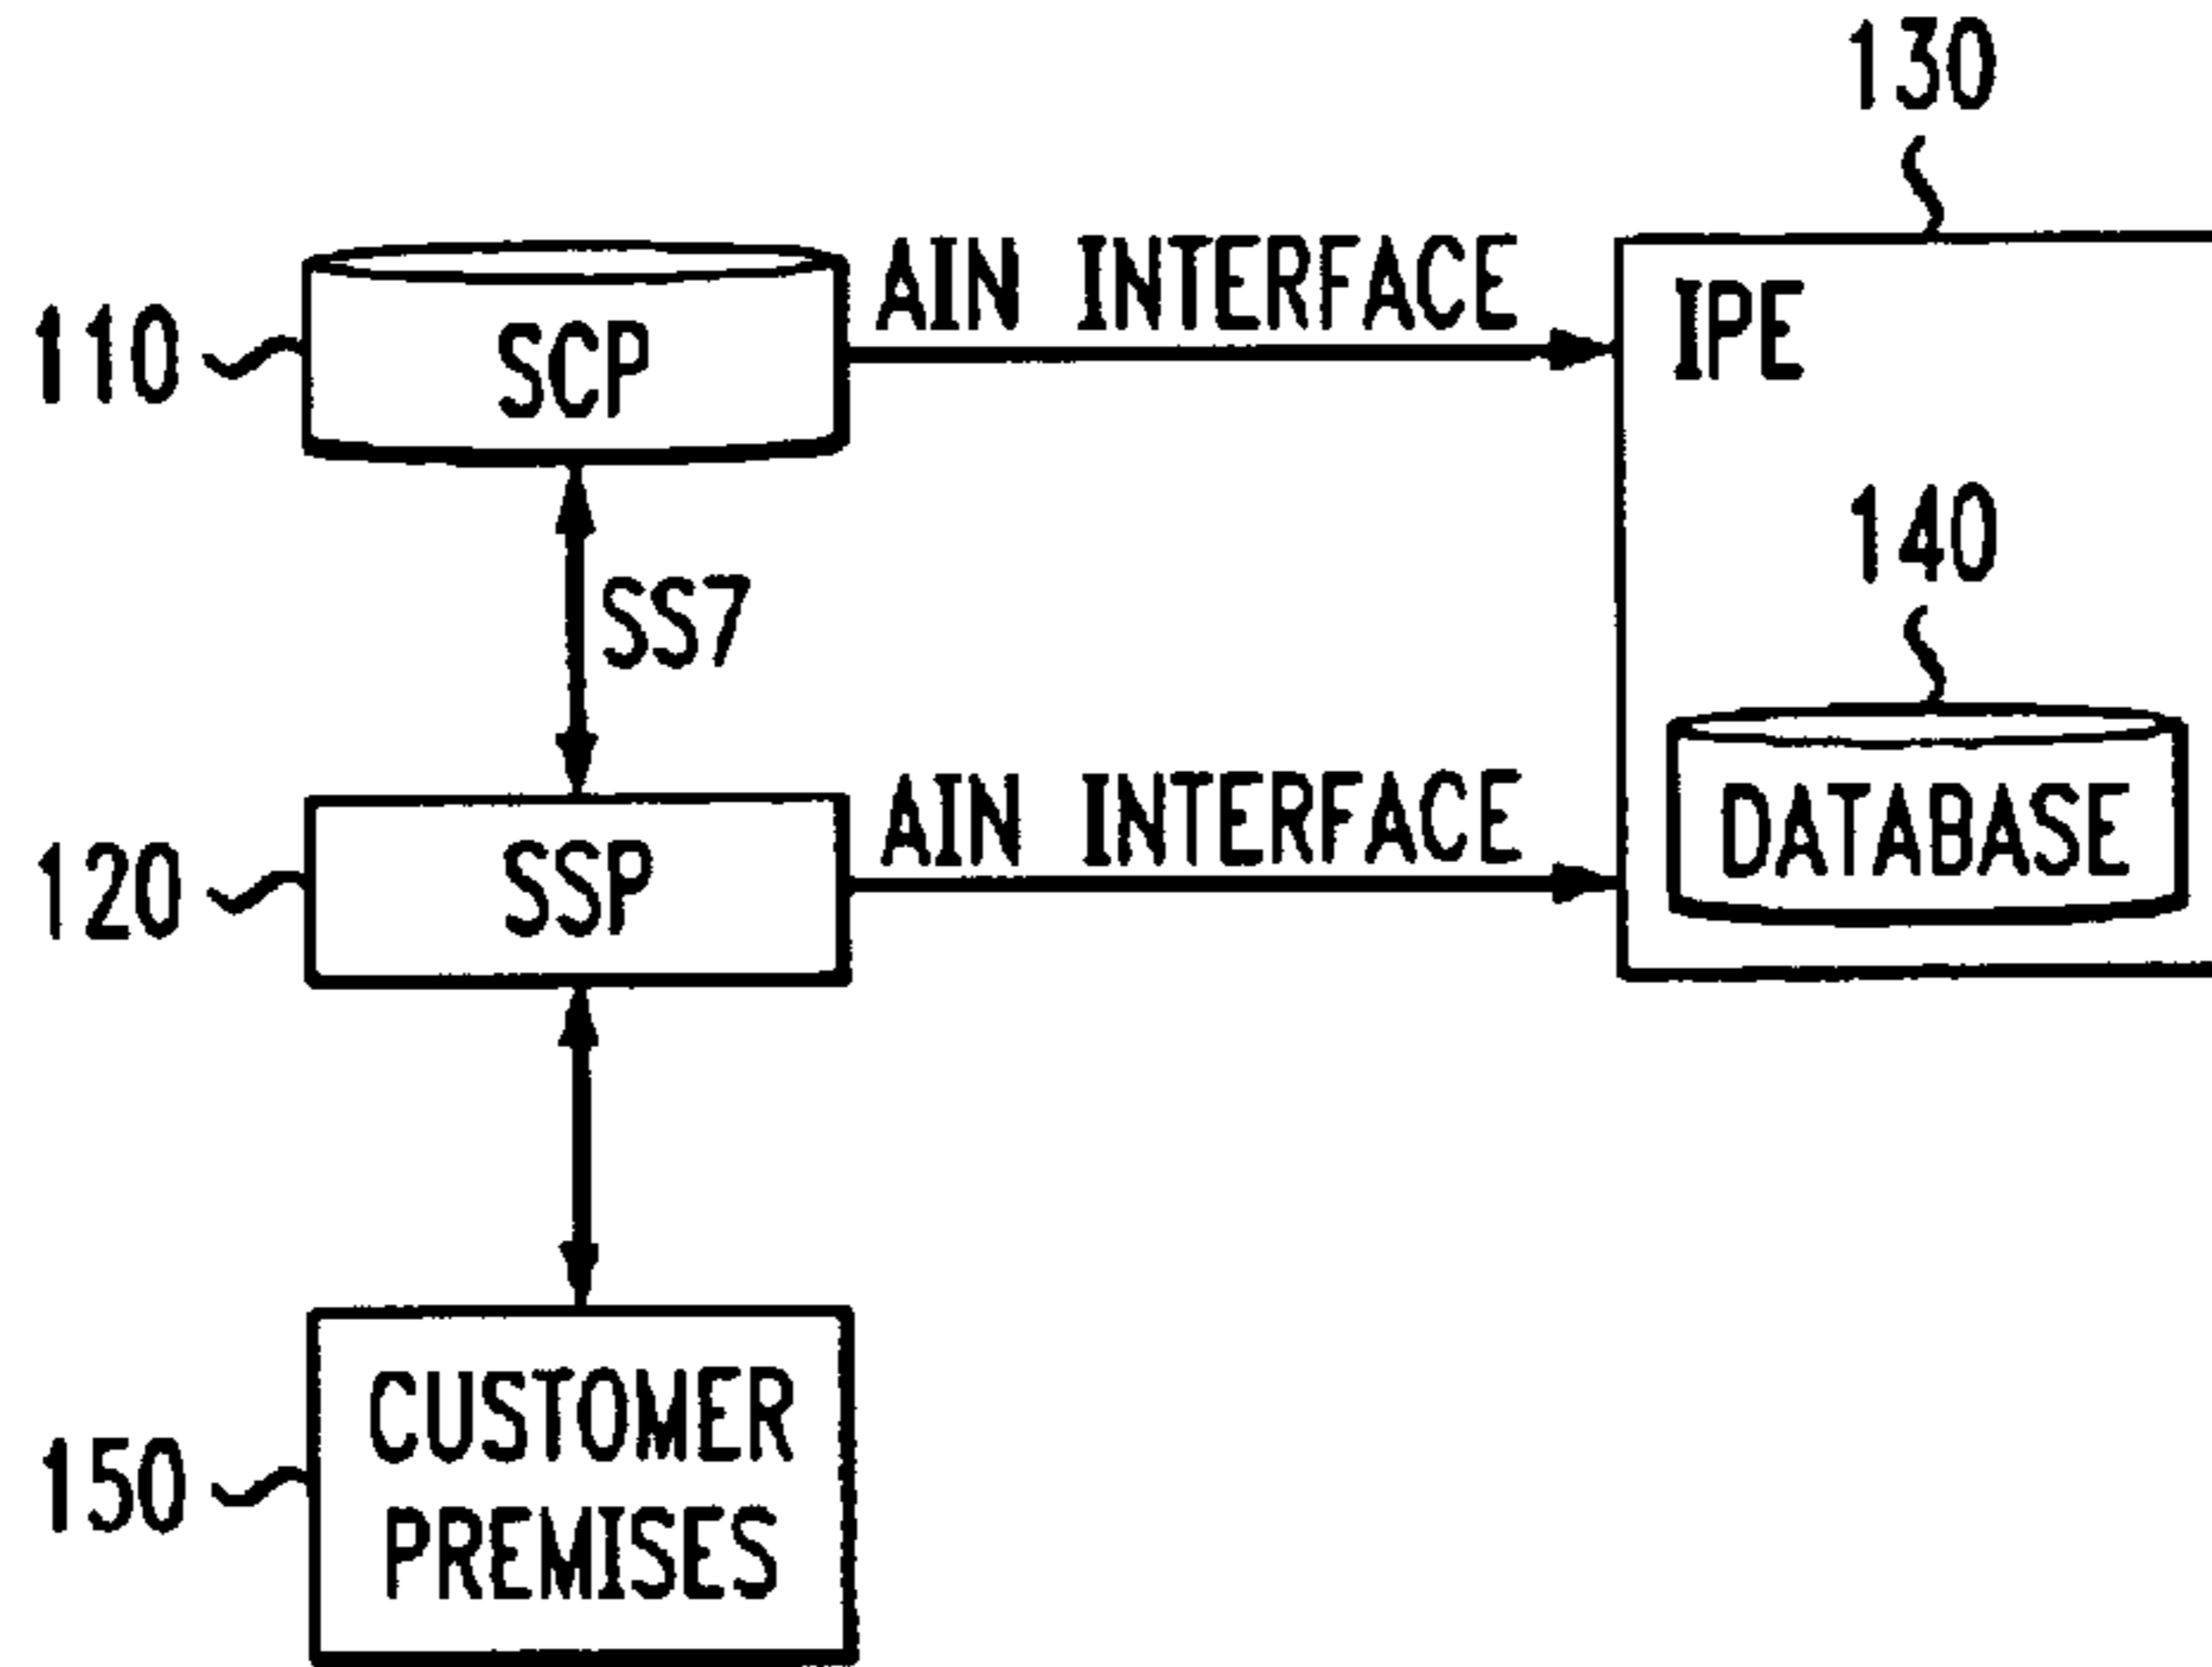 130
AIN INTERFACE
IPE
110
SCP
140
SS7
AIN INTERFACE
DATABASE
120
SSP
CUSTOMER
PREMISES
150